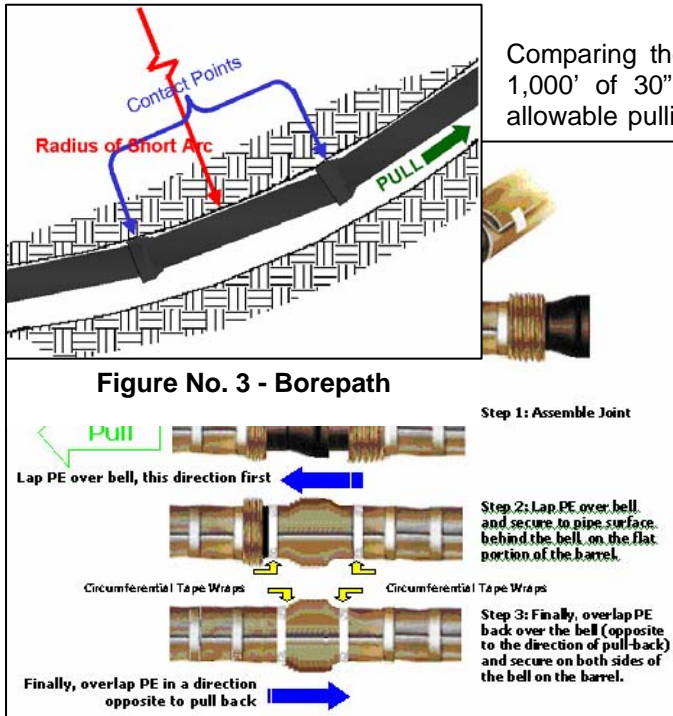 Comparing the
1,000' of 30”
allowable pulli
Contact Points
Radius of Short Arc
PULL
Figure No. 3 - Borepath
Step 1: Assemble Joint
Pull
Lap PE over bell, this direction first
Step 2: Lap PE over bell
and secure to pipe surface
behind the bell, on the flat
portion of the barrel.
Circumferential Tape Wraps
Circumferential Tape Wraps
Step 3: Finally, overlap PE
back over the bell (opposite
to the direction of pull-back)
and secure on both sides of
the bell on the barrel.
Finally, overlap PE in a direction
opposite to pull back